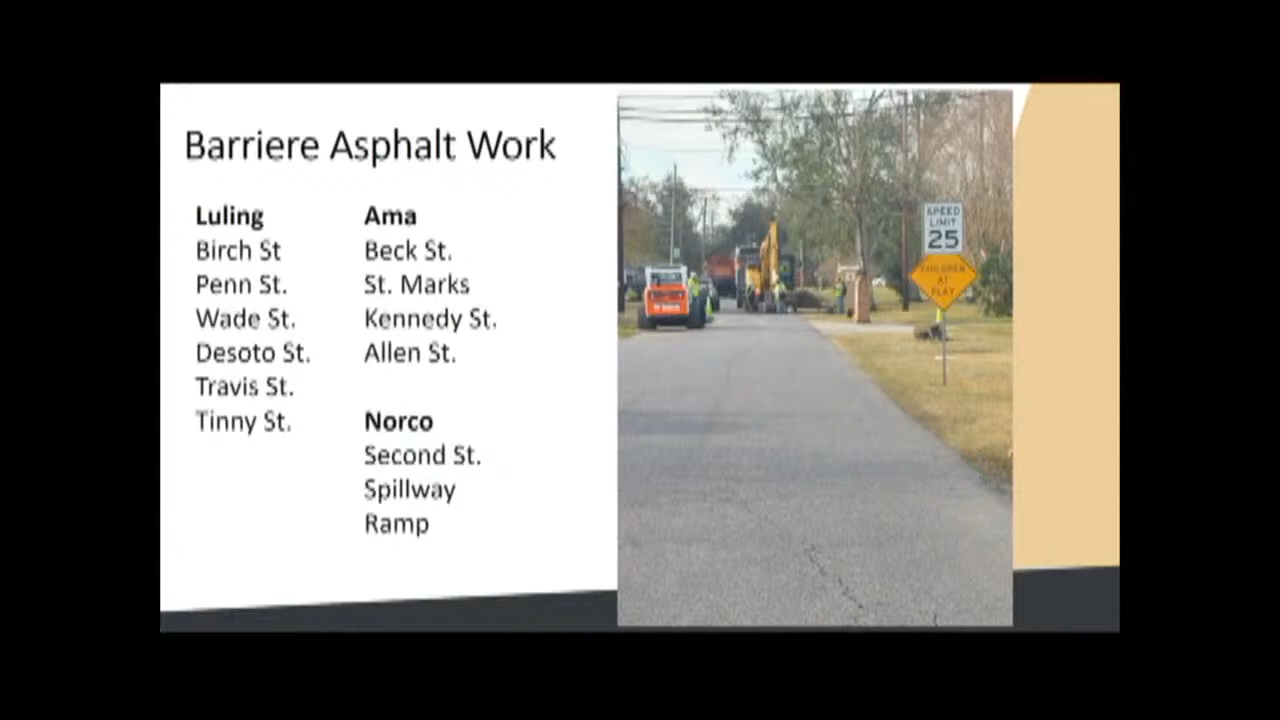 Barriere Asphalt Work
Luling
Birch St
Penn St.
Wade St.
Desoto St.
Travis St.
Tinny St.
Ama
Beck St.
St. Marks
Kennedy St.
Allen St.
Norco
Second St.
Spillway
Ramp
SPEED
LIMIT
25
CHILDREN
AT
PLAY